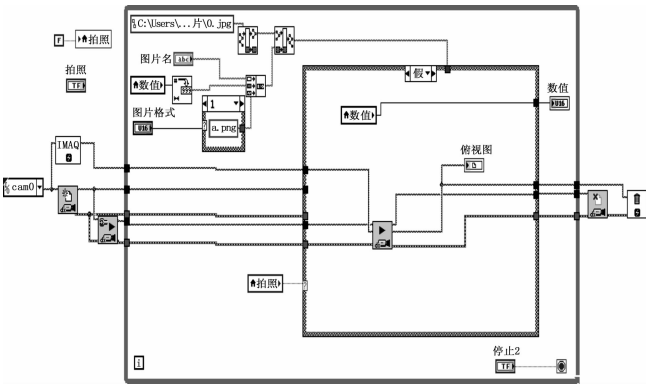 C:\Users\...片\0.jpg
F
拍照
拍照
TF
图片名
abc
数值
图片格式
1
U16
a.png
假
数值
数值
U16
俯视图
IMAQ
cam0
拍照
i
停止2
TF